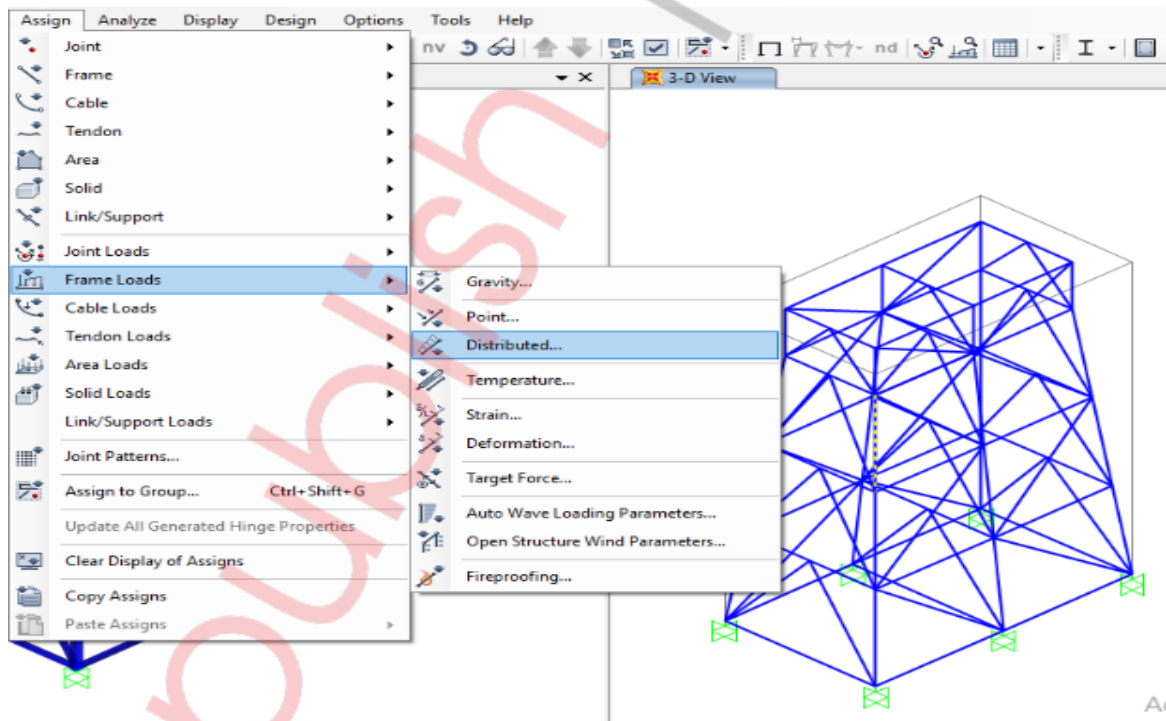 Assign Analyze Display Design Options Tools Help
nv nd
3-D View
Joint
Frame
Cable
Tendon
Area
Solid
Link/Support
Joint Loads
Frame Loads
Cable Loads
Tendon Loads
Area Loads
Solid Loads
Link/Support Loads
Joint Patterns...
Assign to Group... Ctrl+Shift+G
Update All Generated Hinge Properties
Clear Display of Assigns
Copy Assigns
Paste Assigns
Gravity...
Point...
Distributed...
Temperature...
Strain...
Deformation...
Target Force...
Auto Wave Loading Parameters...
Open Structure Wind Parameters...
Fireproofing...
publish